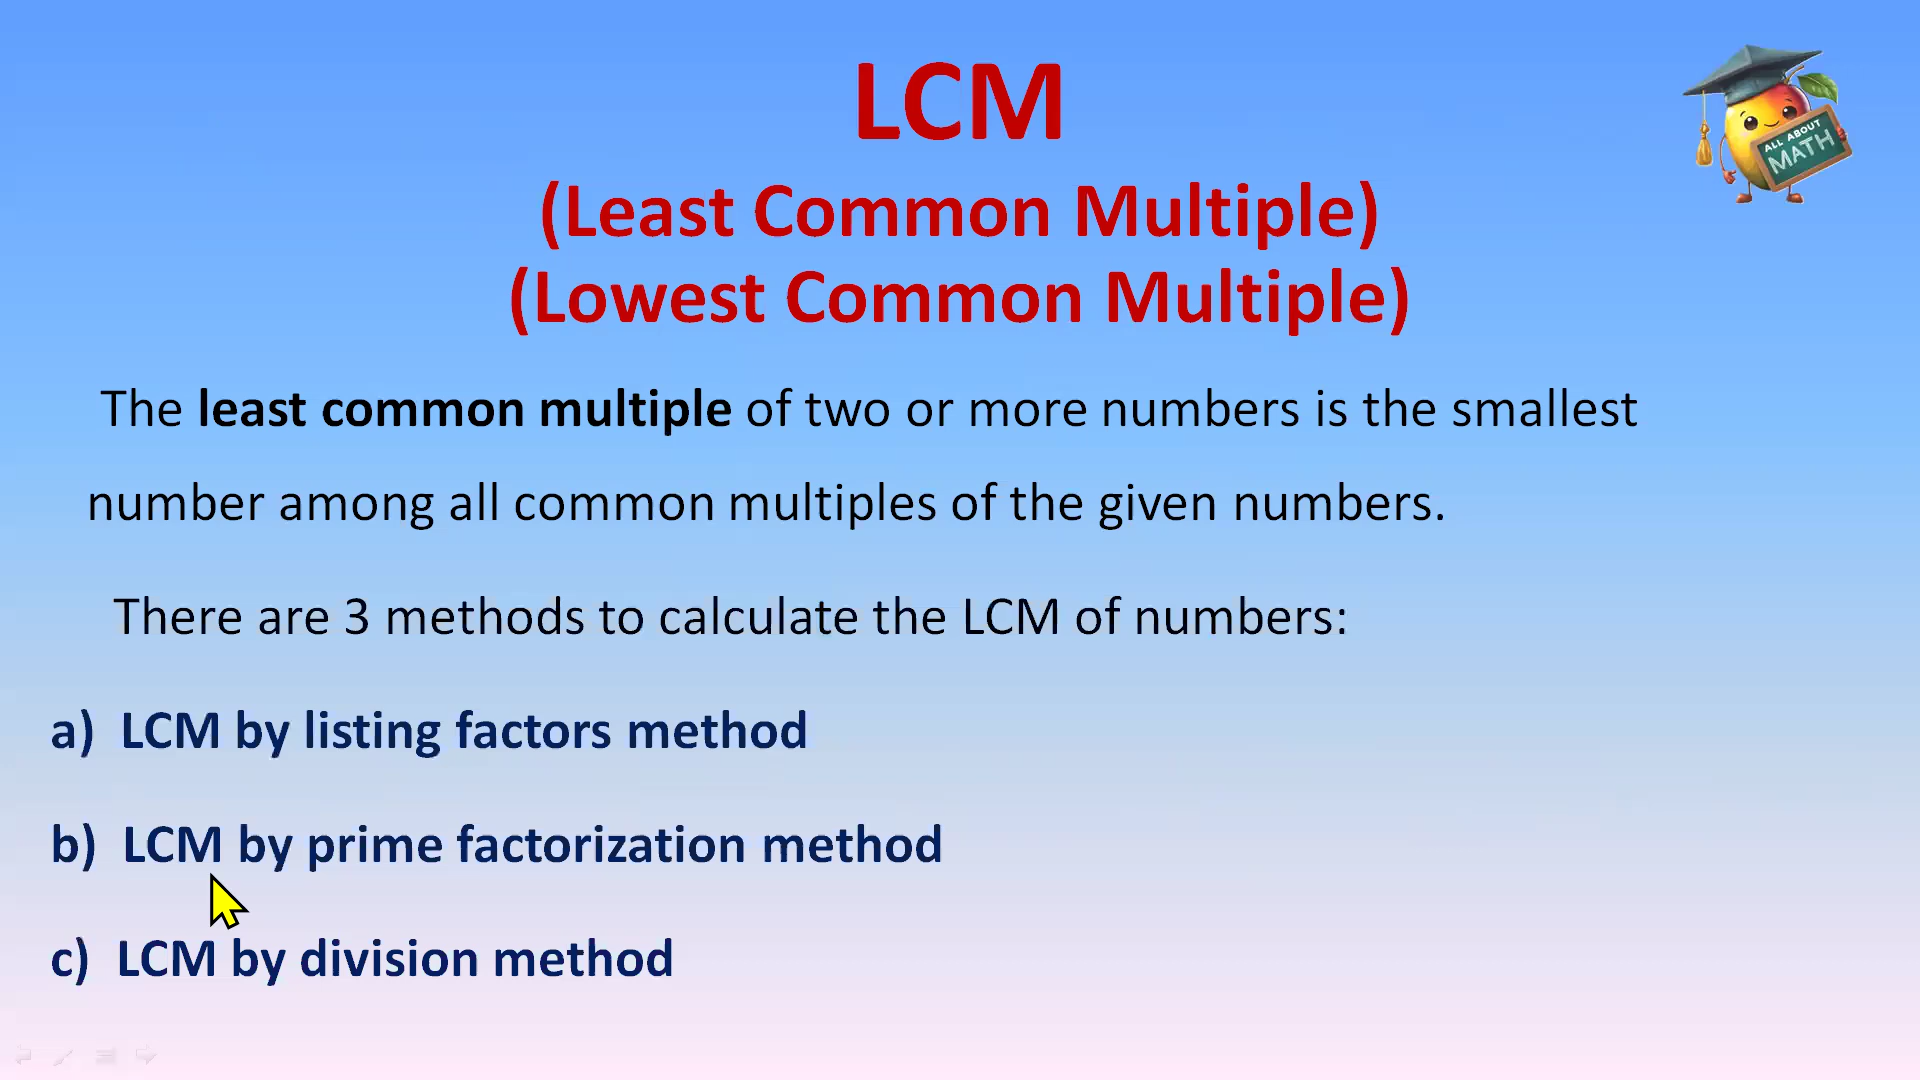 LCM
(Least Common Multiple)
(Lowest Common Multiple)
ALL ABOUT
MATH
The least common multiple of two or more numbers is the smallest
number among all common multiples of the given numbers.
There are 3 methods to calculate the LCM of numbers:
a) LCM by listing factors method
b) LCM by prime factorization method
c) LCM by division method